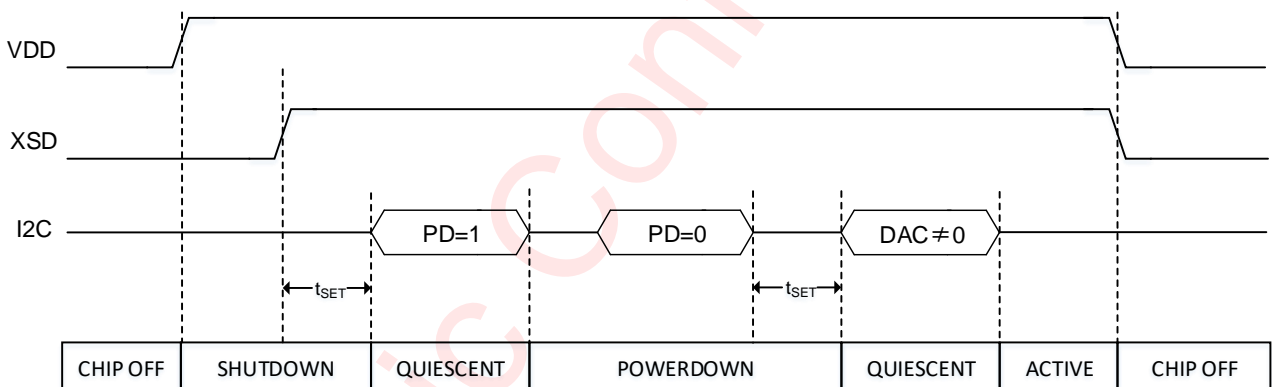 VDD
XSD
I2C PD=1 PD=0 DAC≠0
tSET tSET
CHIP OFF SHUTDOWN QUIESCENT POWERDOWN QUIESCENT ACTIVE CHIP OFF